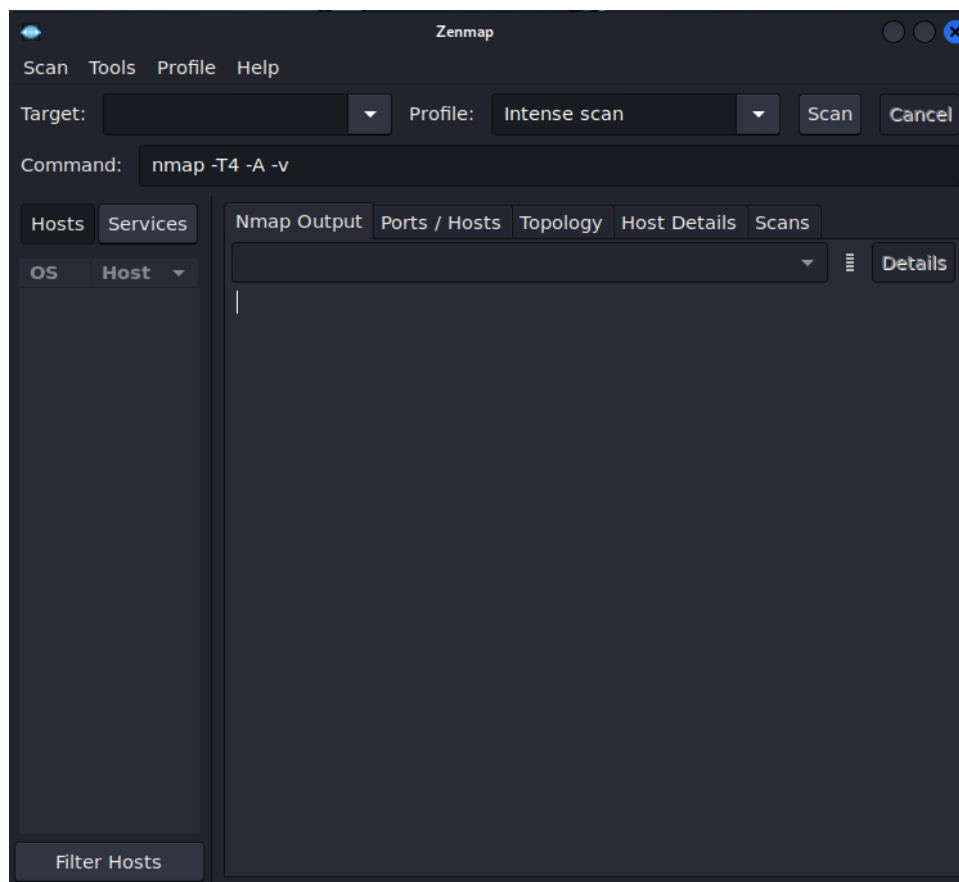 Zenmap
Scan Tools Profile Help
Target: Profile: Intense scan Scan Cancel
Command: nmap -T4 -A -v
Hosts Services Nmap Output Ports / Hosts Topology Host Details Scans
OS Host Details
Filter Hosts